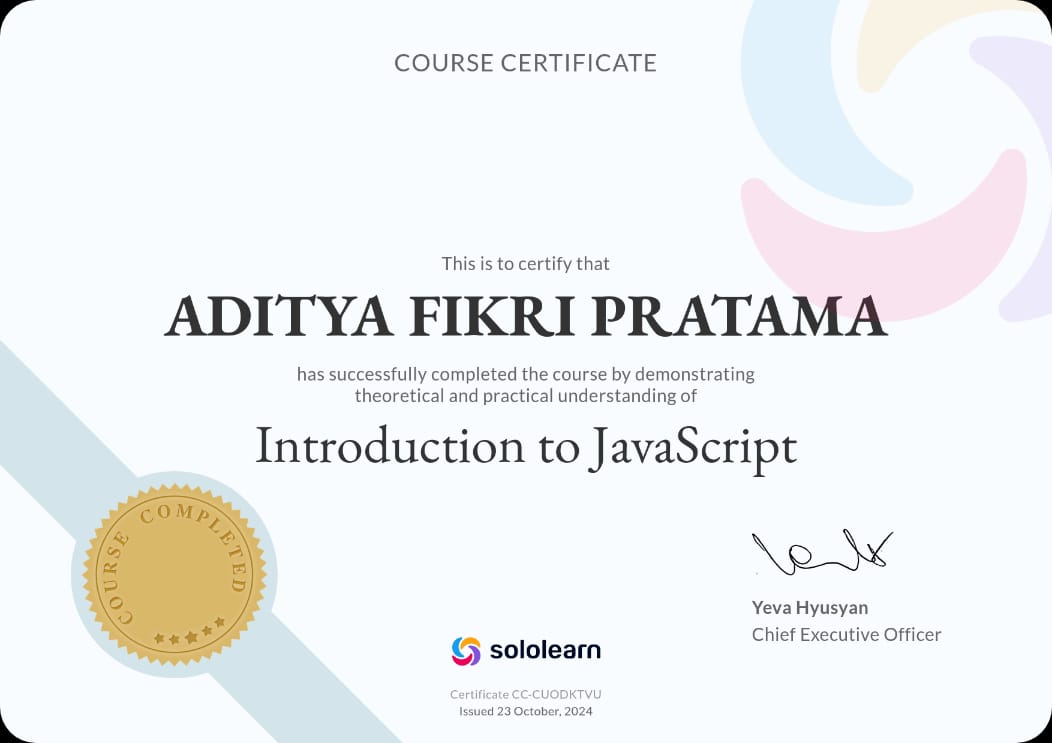 COURSE CERTIFICATE
This is to certify that
ADITYA FIKRI PRATAMA
has successfully completed the course by demonstrating
theoretical and practical understanding of
Introduction to JavaScript
COURSE COMPLETED
Yeva Hyusyan
Chief Executive Officer
sololearn
Certificate CC-CUODKTVU
Issued 23 October, 2024